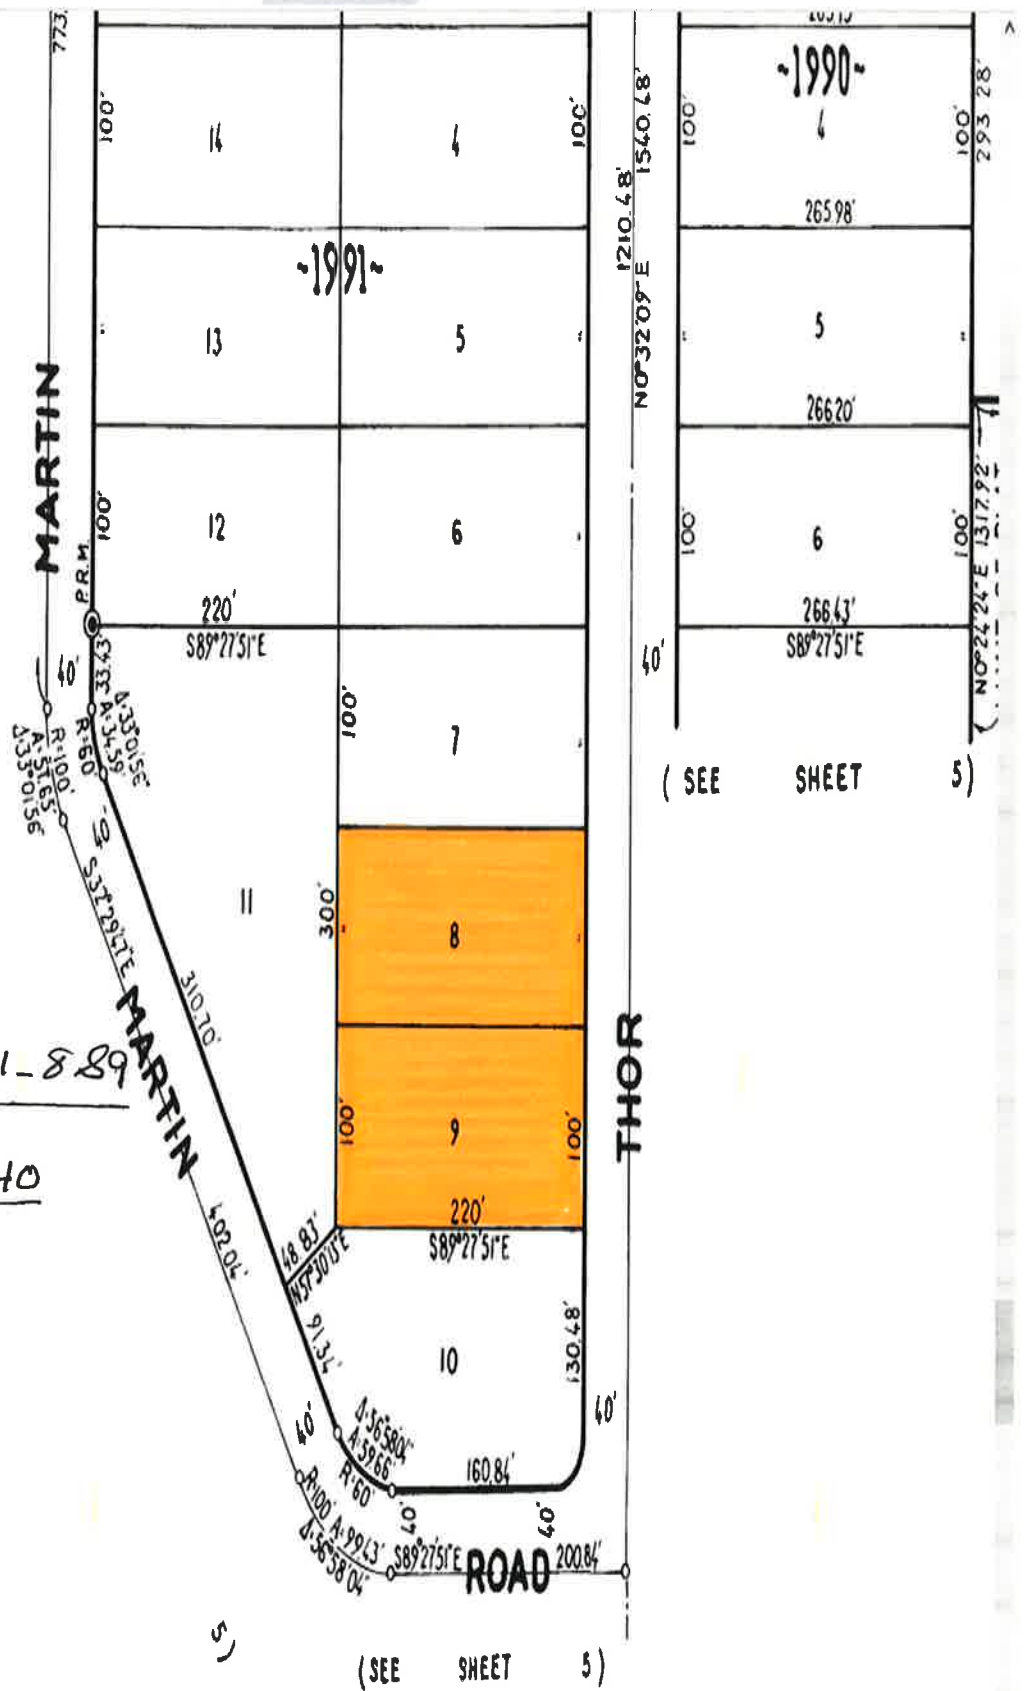 773.
100'
14
4
100'
1540.48'
1210.48'
N0°32'09"E
100'
~1990~
4
100'
293 28'
265.98'
~1991~
13
5
"
"
5
"
"
266.20'
MARTIN
100'
12
6
100'
6
100'
N0°24'24"E 1317.92'
P.R.M.
220'
S89°27'51"E
266.43'
S89°27'51"E
40'
33.43'
R=60'
A=34.59'
Δ=33°01'56"
R=100'
A=57.65'
Δ=33°01'56"
100'
7
"
40'
(SEE SHEET 5)
S32°29'47"E
11
300'
8
"
"
310.70'
MARTIN
1-889
40
100'
9
100'
THOR
220'
S89°27'51"E
402.04'
48.83'
N57°30'13"E
91.34'
10
130.48'
40'
40'
Δ=56°58'04"
A=59.66'
R=60'
160.84'
40'
40'
R=100' A=99.43'
Δ=56°58'04"
S89°27'51"E
ROAD
200.84'
5)
(SEE SHEET 5)